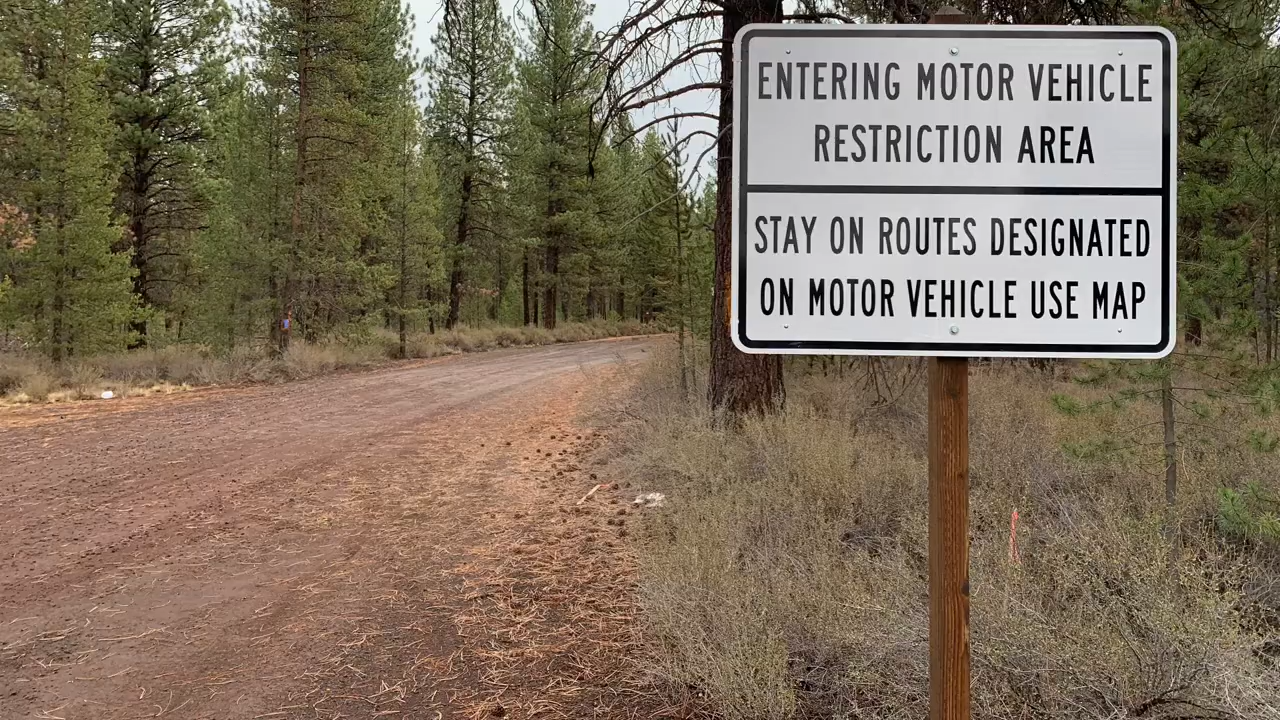 ENTERING MOTOR VEHICLE
RESTRICTION AREA
STAY ON ROUTES DESIGNATED
ON MOTOR VEHICLE USE MAP